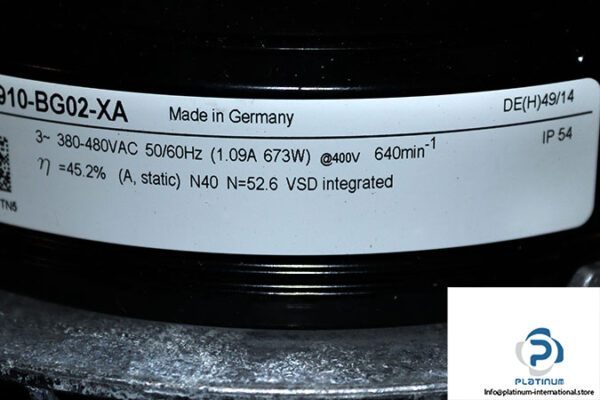 910-BG02-XA Made in Germany DE(H)49/14
3~ 380-480VAC 50/60Hz (1.09A 673W) @400V 640min-1 IP 54
η =45.2% (A, static) N40 N=52.6 VSD integrated
TN5
PLATINUM
Info@platinum-international.store